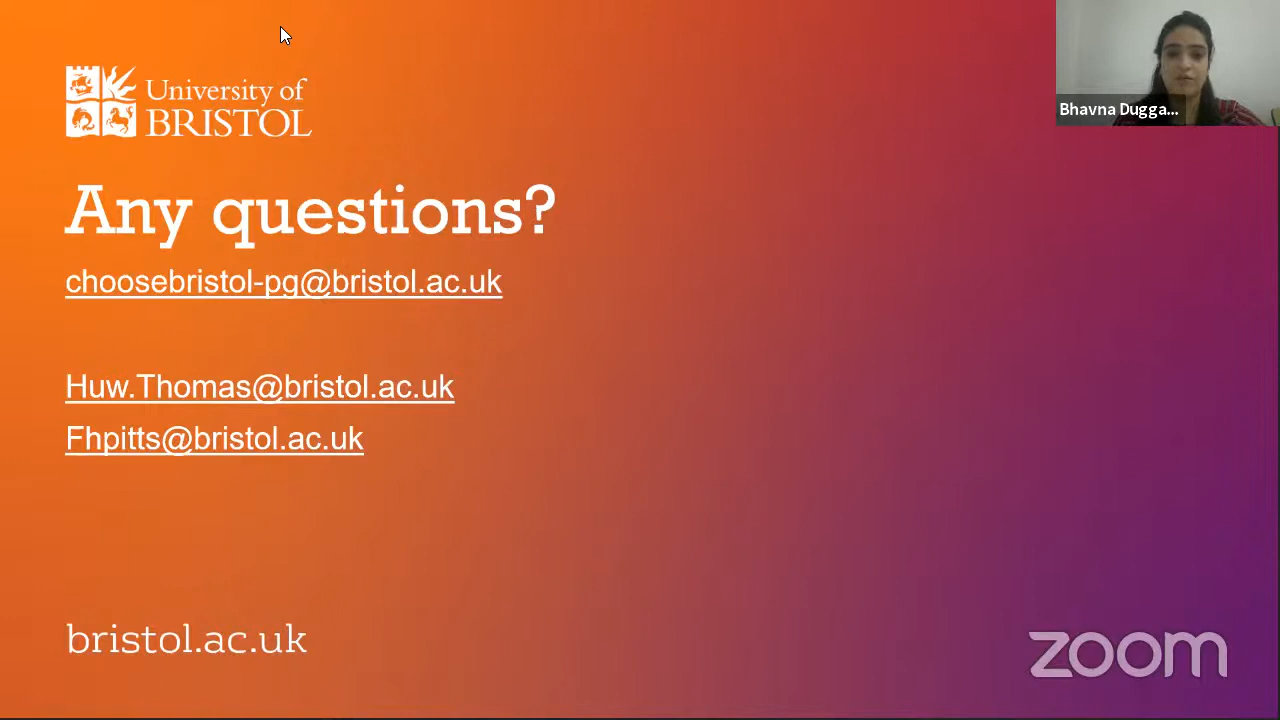 University of
BRISTOL
Bhavna Dugga...
Any questions?
choosebristol-pg@bristol.ac.uk
Huw.Thomas@bristol.ac.uk
Fhpitts@bristol.ac.uk
bristol.ac.uk
zoom